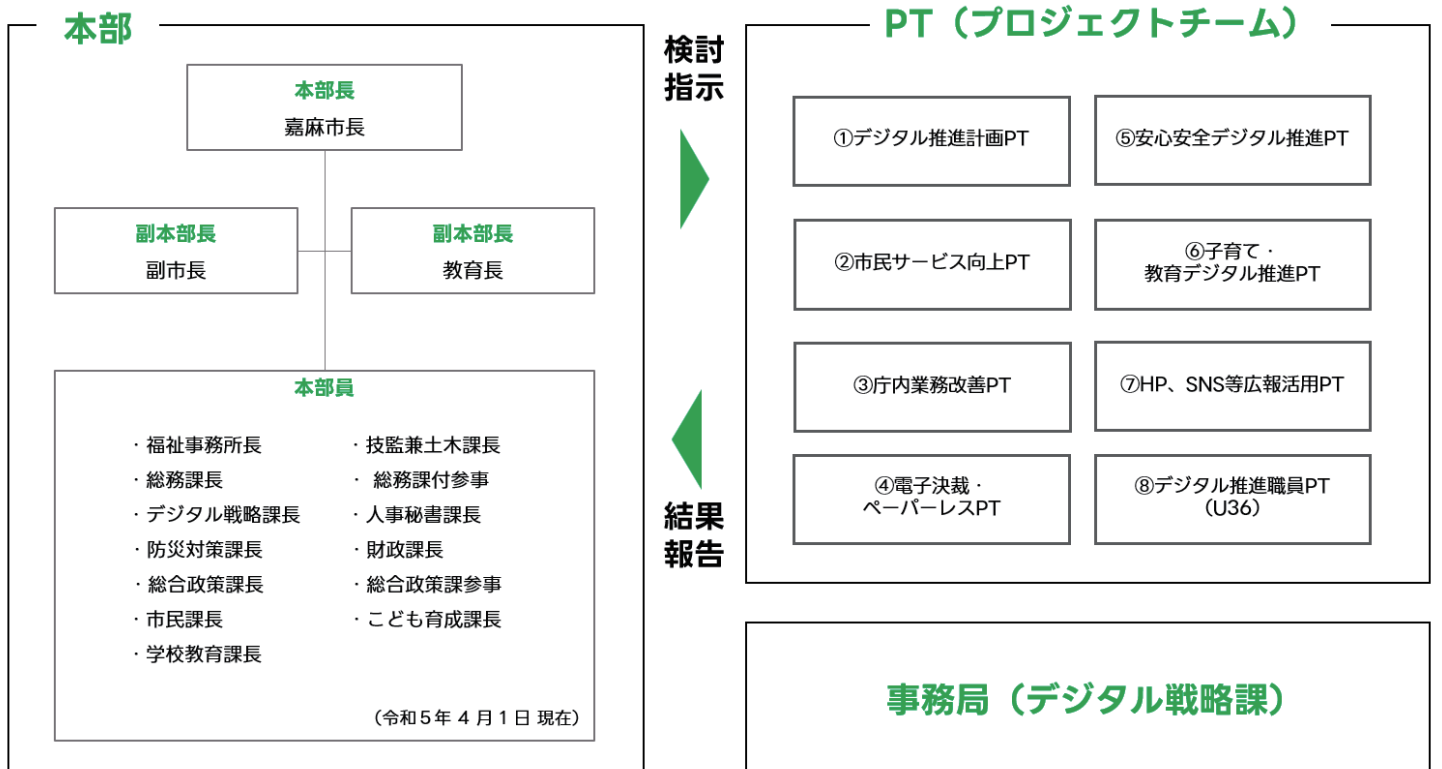 本部
本部長
嘉麻市長
副本部長
副市長
副本部長
教育長
本部員
・福祉事務所長
・総務課長
・デジタル戦略課長
・防災対策課長
・総合政策課長
・市民課長
・学校教育課長
・技監兼土木課長
・総務課付参事
・人事秘書課長
・財政課長
・総合政策課参事
・こども育成課長
（令和５年４月１日 現在）
検討
指示
結果
報告
PT（プロジェクトチーム）
①デジタル推進計画PT
②市民サービス向上PT
③庁内業務改善PT
④電子決裁・
ペーパーレスPT
⑤安心安全デジタル推進PT
⑥子育て・
教育デジタル推進PT
⑦HP、SNS等広報活用PT
⑧デジタル推進職員PT
（U36）
事務局（デジタル戦略課）